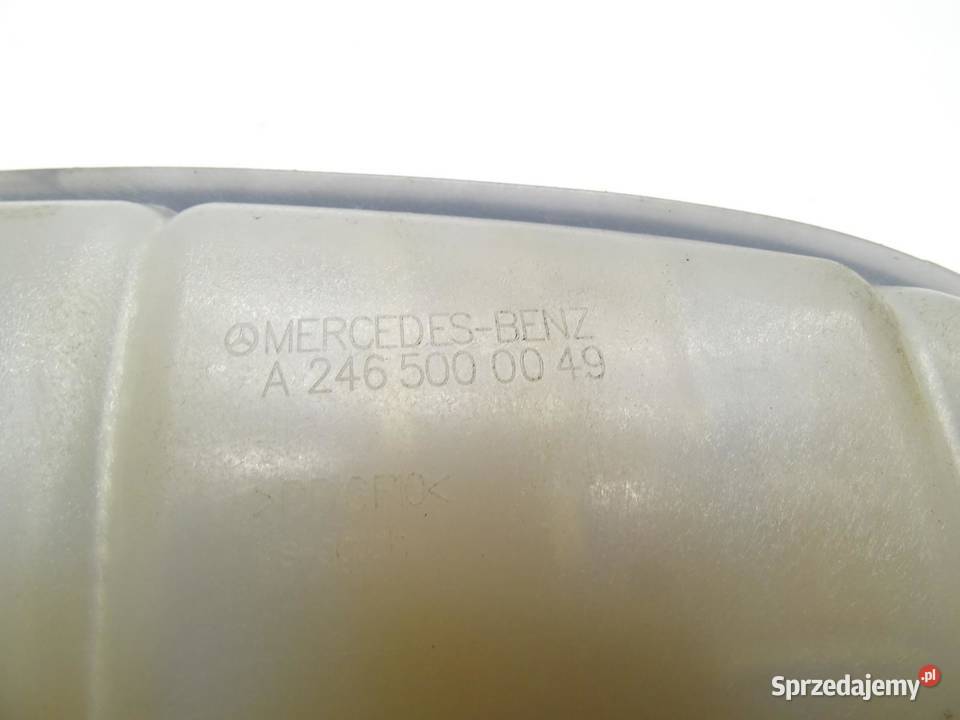 MERCEDES-BENZ
A 246 500 00 49
Sprzedajemy.pl